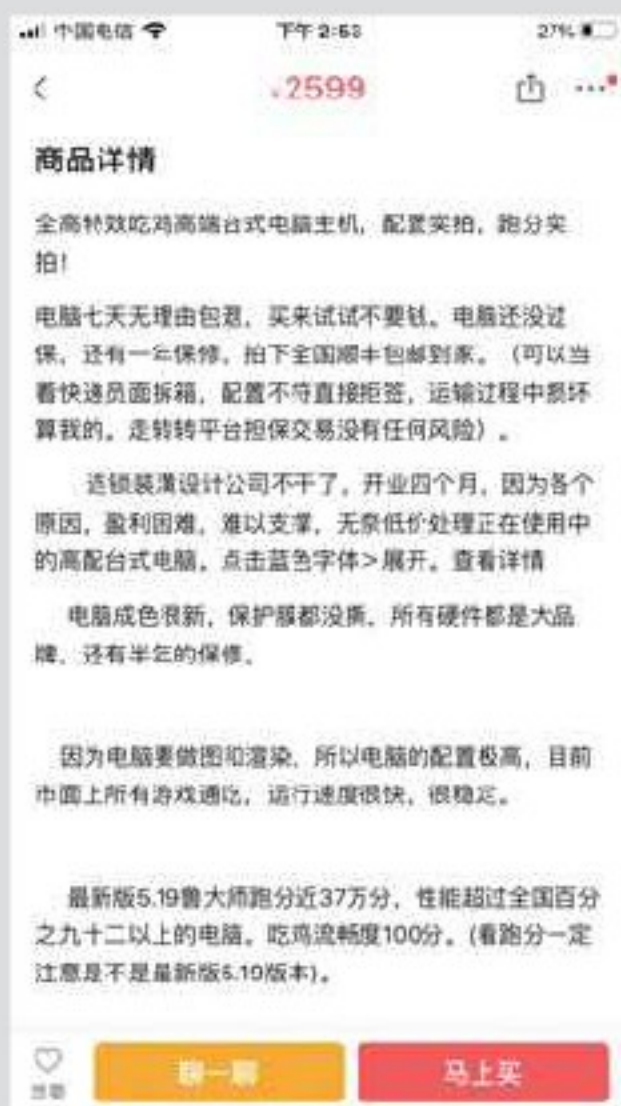 中国电信 下午 2:53 27%
¥2599
商品详情
全高特效吃鸡高端台式电脑主机，配置实拍，跑分实
拍！
电脑七天无理由包退，买来试试不要钱。电脑还没过
保，还有一年保修，拍下全国顺丰包邮到家。（可以当
着快递员面拆箱，配置不符直接拒签，运输过程中损坏
算我的。走转转平台担保交易没有任何风险）。
连锁装潢设计公司不干了，开业四个月，因为各个
原因，盈利困难，难以支撑，无奈低价处理正在使用中
的高配台式电脑，点击蓝色字体>展开。查看详情
电脑成色很新，保护膜都没撕，所有硬件都是大品
牌，还有半年的保修。
因为电脑要做图和渲染，所以电脑的配置极高，目前
市面上所有游戏通吃，运行速度很快，很稳定。
最新版5.19鲁大师跑分近37万分，性能超过全国百分
之九十二以上的电脑。吃鸡流畅度100分。(看跑分一定
注意是不是最新版5.19版本)。
聊一聊 马上买